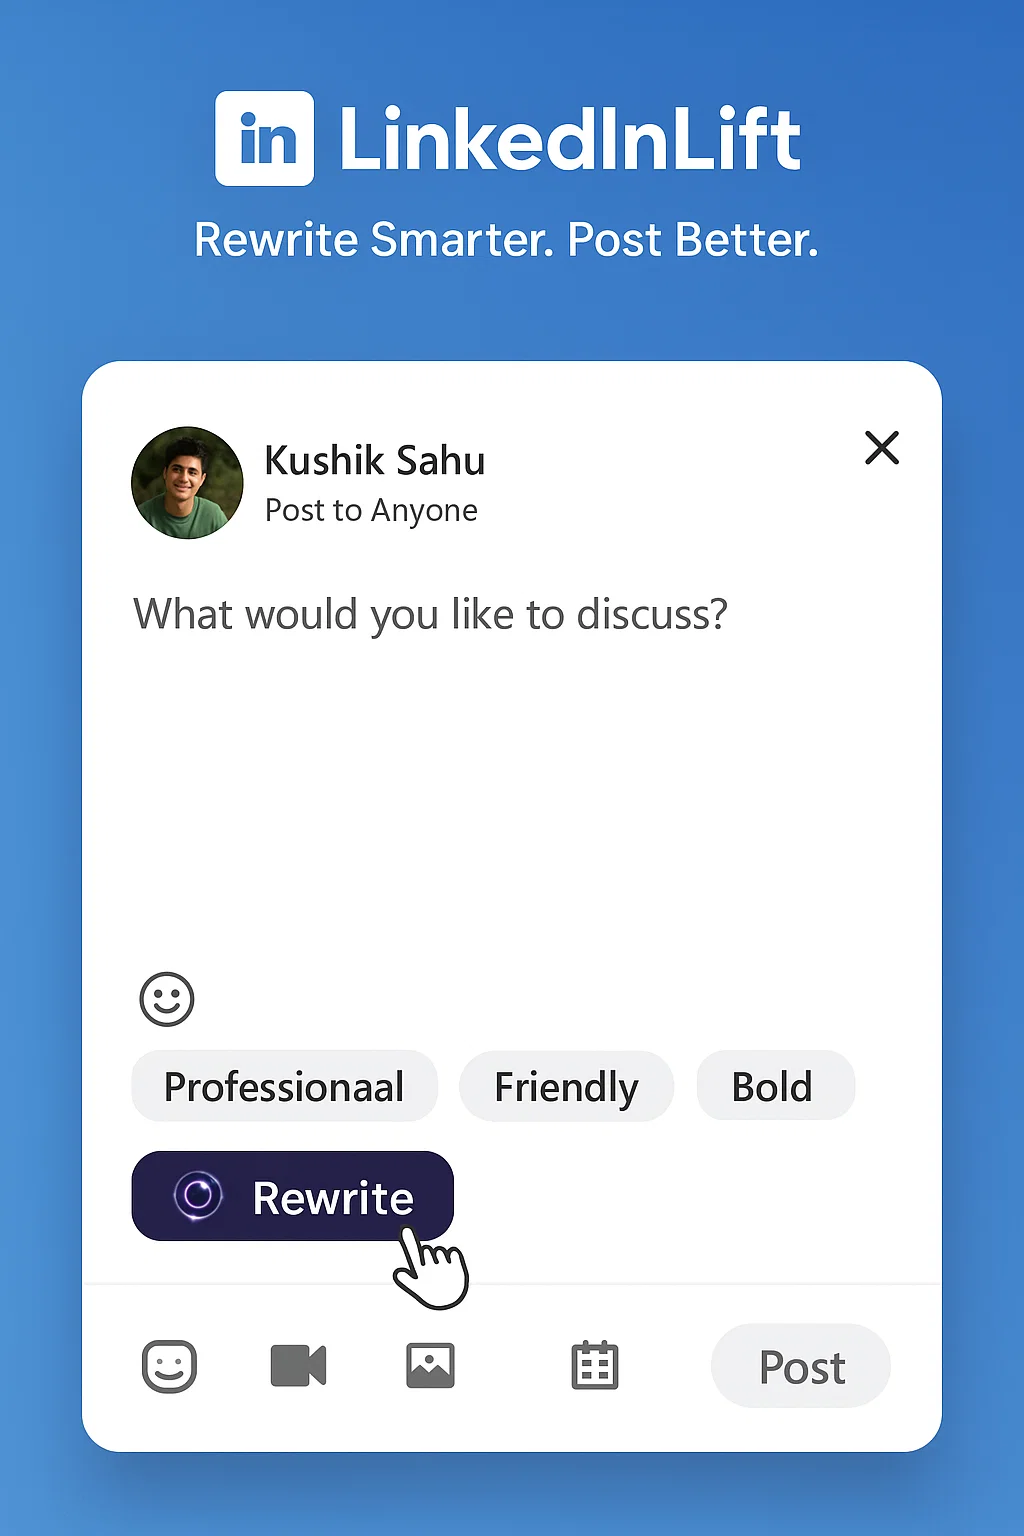 in LinkedInLift
Rewrite Smarter. Post Better.
Kushik Sahu
Post to Anyone
What would you like to discuss?
Professionaal Friendly Bold
Rewrite
Post